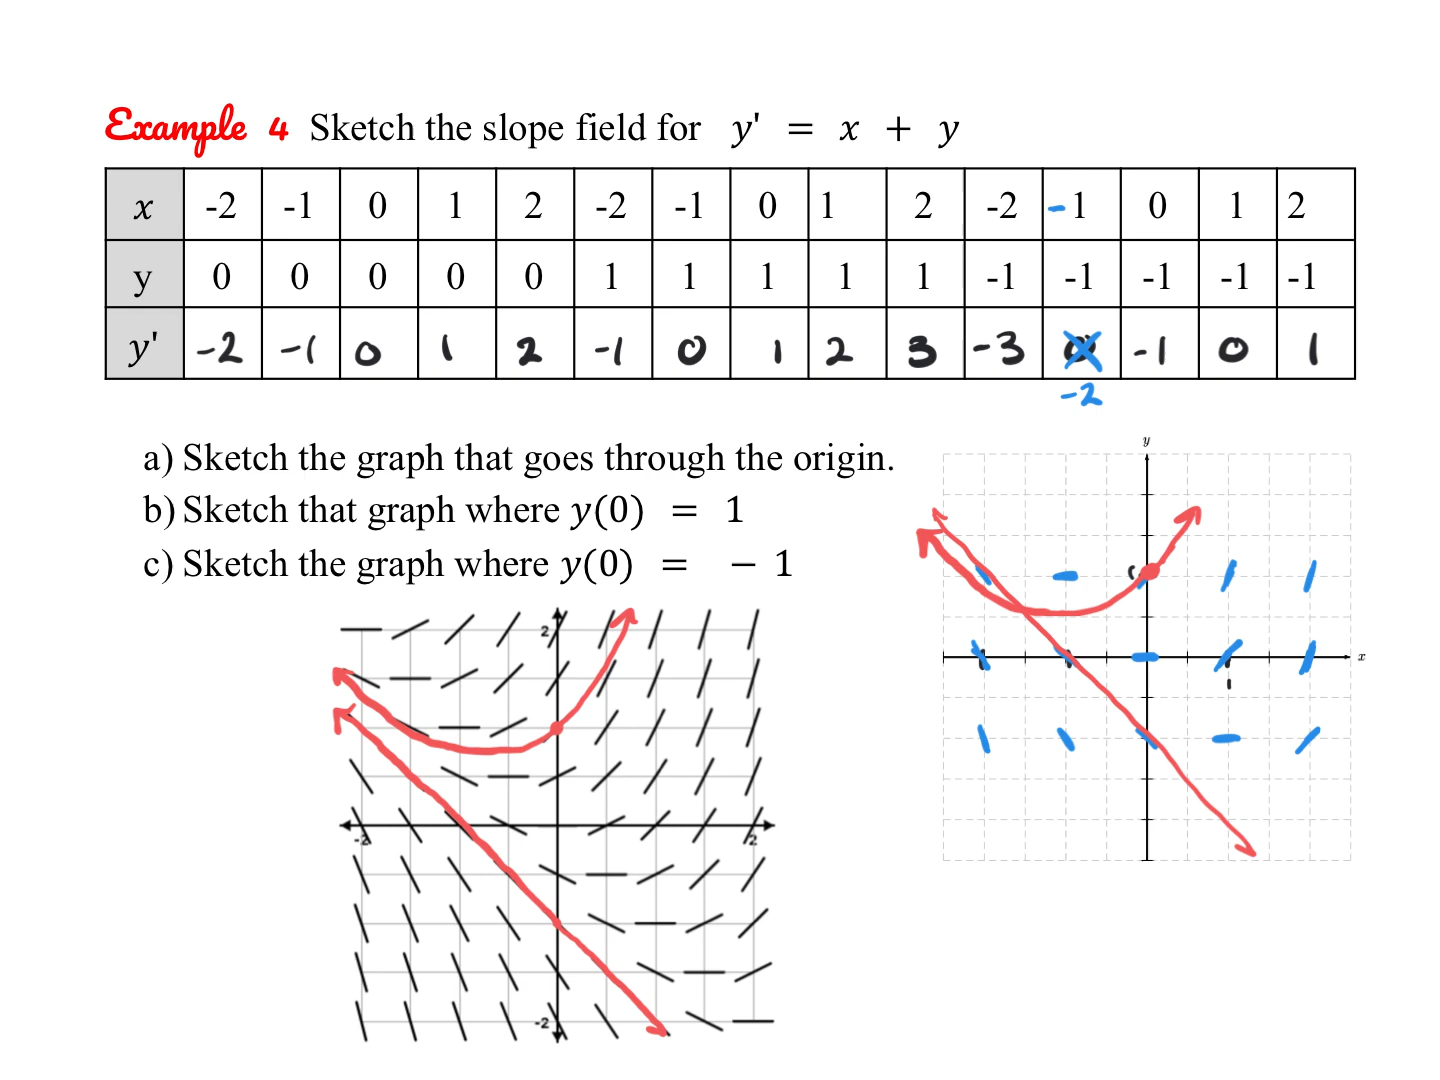 Example 4 Sketch the slope field for y' = x + y
x -2 -1 0 1 2 -2 -1 0 1 2 -2 -1 0 1 2
y 0 0 0 0 0 1 1 1 1 1 -1 -1 -1 -1 -1
y' -2 -1 0 1 2 -1 0 1 2 3 -3 0 -1 0 1
-2
a) Sketch the graph that goes through the origin.
b) Sketch that graph where y(0) = 1
c) Sketch the graph where y(0) = - 1
y
x
1
2
-2
2
-2